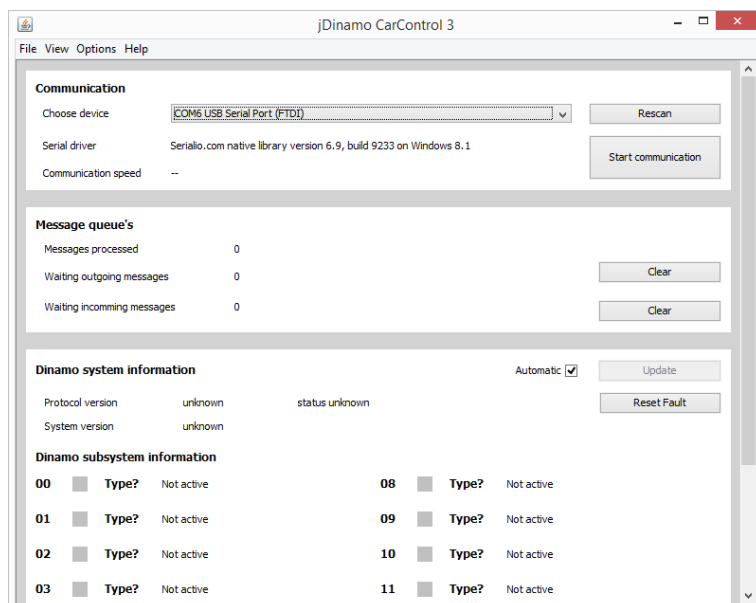 jDinamo CarControl 3
File View Options Help
Communication
Choose device COM6 USB Serial Port (FTDI) Rescan
Serial driver Serialio.com native library version 6.9, build 9233 on Windows 8.1 Start communication
Communication speed --
Message queue's
Messages processed 0
Waiting outgoing messages 0 Clear
Waiting incomming messages 0 Clear
Dinamo system information Automatic Update
Protocol version unknown status unknown Reset Fault
System version unknown
Dinamo subsystem information
00 Type? Not active 08 Type? Not active
01 Type? Not active 09 Type? Not active
02 Type? Not active 10 Type? Not active
03 Type? Not active 11 Type? Not active